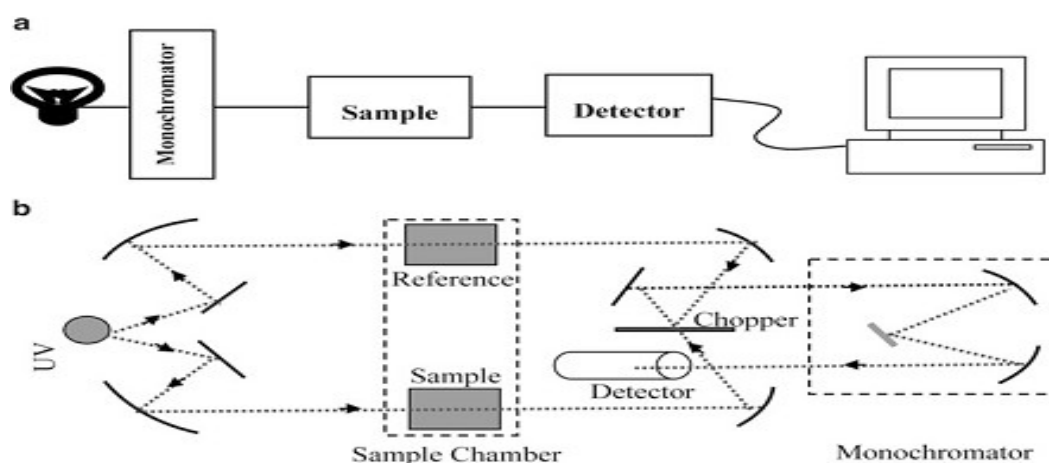 a
Monochromator
Sample
Detector
b
Reference
Chopper
UV
Sample
Detector
Sample Chamber
Monochromator